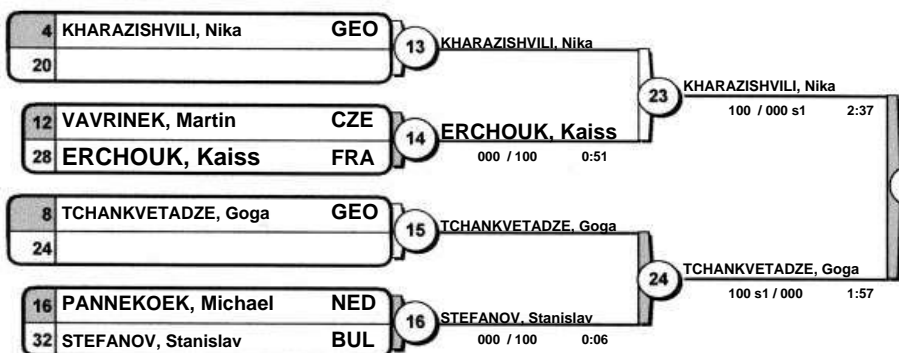 4 KHARAZISHVILI, Nika GEO
20
13
KHARAZISHVILI, Nika
12 VAVRINEK, Martin CZE
28 ERCHOUK, Kaiss FRA
14
ERCHOUK, Kaiss
000 / 100 0:51
23
KHARAZISHVILI, Nika
100 / 000 s1 2:37
8 TCHANKVETADZE, Goga GEO
24
15
TCHANKVETADZE, Goga
16 PANNEKOEK, Michael NED
32 STEFANOV, Stanislav BUL
16
STEFANOV, Stanislav
000 / 100 0:06
24
TCHANKVETADZE, Goga
100 s1 / 000 1:57